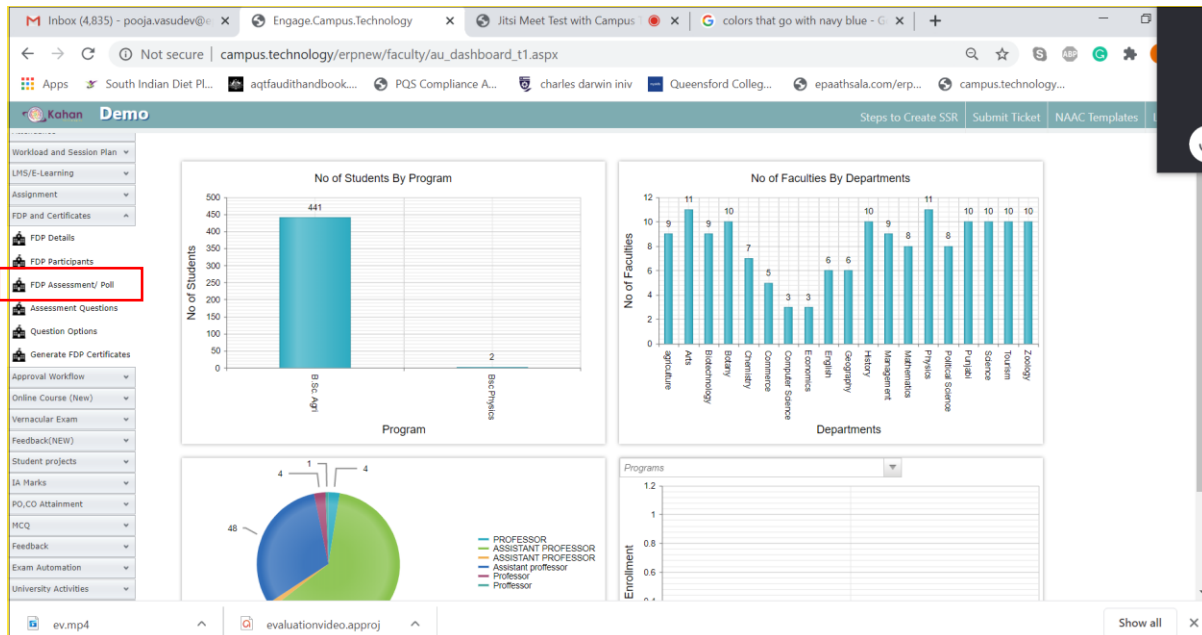 Inbox (4,835) - pooja.vasudev@e
Engage.Campus.Technology
Jitsi Meet Test with Campus T
colors that go with navy blue - G
Not secure | campus.technology/erpnew/faculty/au_dashboard_t1.aspx
Apps
South Indian Diet Pl...
aqtfaudithandbook....
PQS Compliance A...
charles darwin iniv
Queensford Colleg...
epaathsala.com/erp...
campus.technology...
Kahan Demo
Steps to Create SSR
Submit Ticket
NAAC Templates
Workload and Session Plan
LMS/E-Learning
Assignment
FDP and Certificates
FDP Details
FDP Participants
FDP Assessment/ Poll
Assessment Questions
Question Options
Generate FDP Certificates
Approval Workflow
Online Course (New)
Vernacular Exam
Feedback(NEW)
Student projects
IA Marks
PO,CO Attainment
MCQ
Feedback
Exam Automation
University Activities
No of Students By Program
No of Students
500
450
400
350
300
250
200
150
100
50
0
441
2
B.Sc. Agri
Bsc Physics
Program
No of Faculties By Departments
No of Faculties
12
10
8
6
4
2
0
9
11
9
10
7
5
3
3
6
6
10
9
8
11
8
10
10
10
10
agriculture
Arts
Biotechnology
Botany
Chemistry
Commerce
Computer Science
Economics
English
Geography
History
Management
Mathematics
Physics
Political Science
Punjabi
Science
Tourism
Zoology
Departments
1
4
4
48
PROFESSOR
ASSISTANT PROFESSOR
ASSISTANT PROFESSOR
Assistant proffessor
Professor
Proffessor
Programs
Enrollment
1.2
1
0.8
0.6
ev.mp4
evaluationvideo.approj
Show all